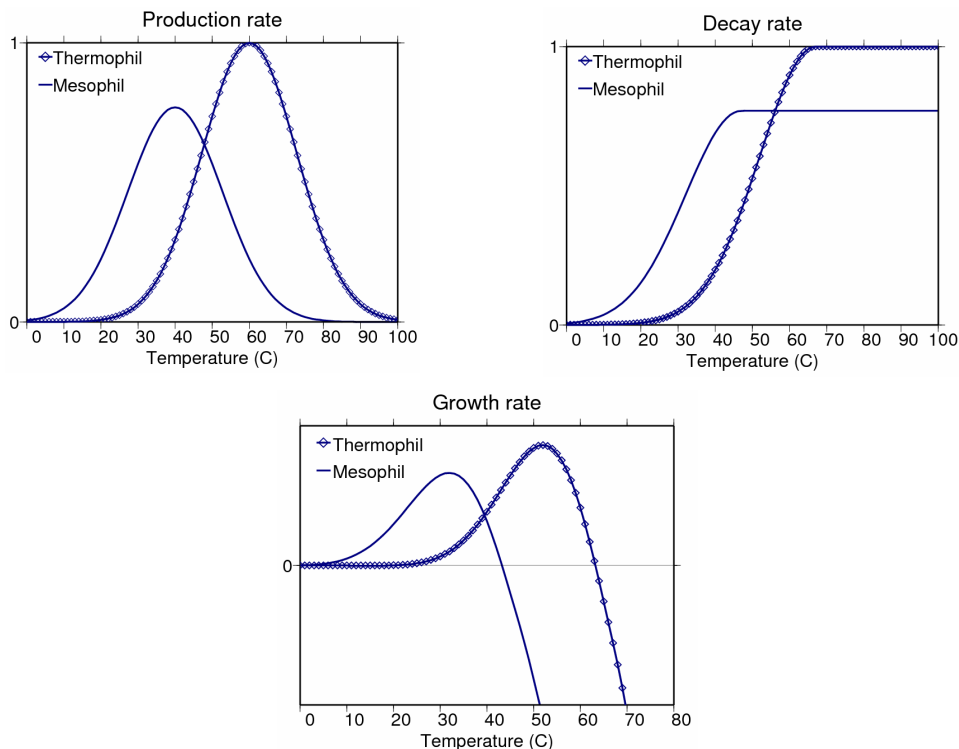 Production rate
1
Thermophil
Mesophil
0
0 10 20 30 40 50 60 70 80 90 100
Temperature (C)
Decay rate
1
Thermophil
Mesophil
0
0 10 20 30 40 50 60 70 80 90 100
Temperature (C)
Growth rate
Thermophil
Mesophil
0
0 10 20 30 40 50 60 70 80
Temperature (C)